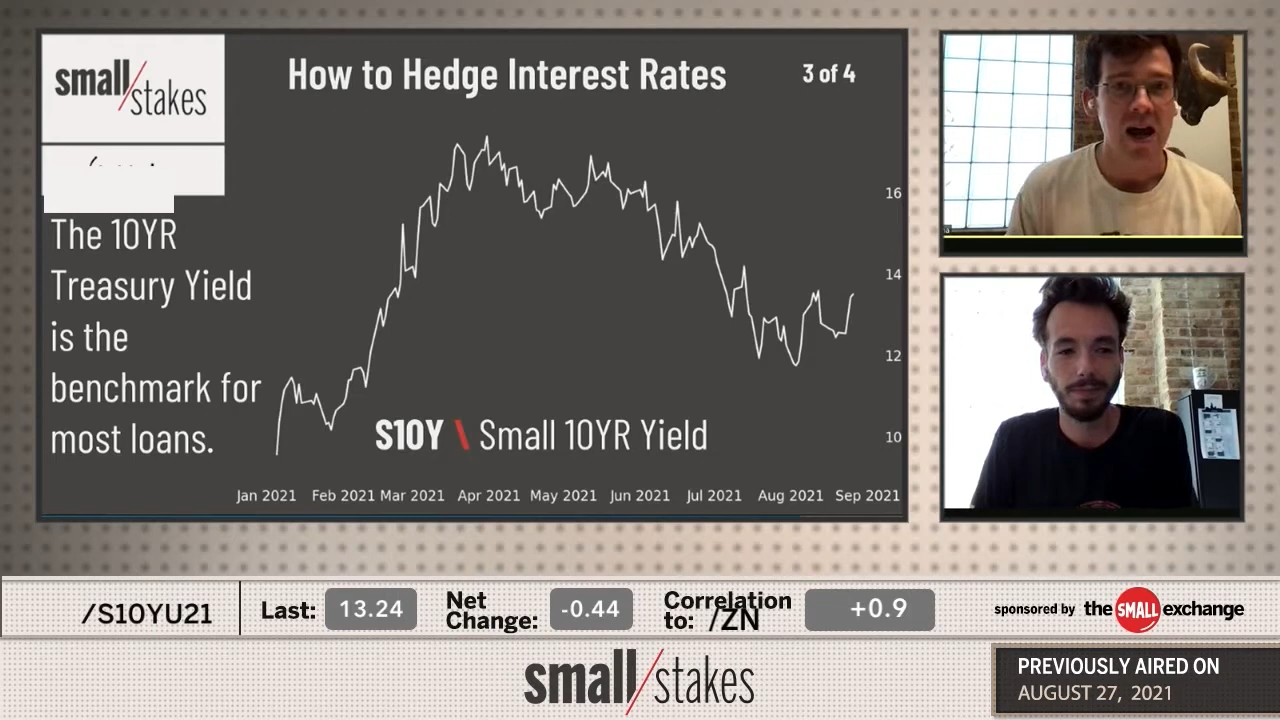 small/stakes
How to Hedge Interest Rates
3 of 4
The 10YR
Treasury Yield
is the
benchmark for
most loans.
16
14
12
10
S10Y \ Small 10YR Yield
Jan 2021 Feb 2021 Mar 2021 Apr 2021 May 2021 Jun 2021 Jul 2021 Aug 2021 Sep 2021
/S10YU21
Last: 13.24
Net
Change: -0.44
Correlation
to: /ZN +0.9
sponsored by the SMALL exchange
small/stakes
PREVIOUSLY AIRED ON
AUGUST 27, 2021